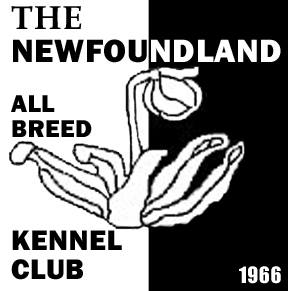 THE
NEWFOUNDLAND
ALL
BREED
KENNEL
CLUB
1966